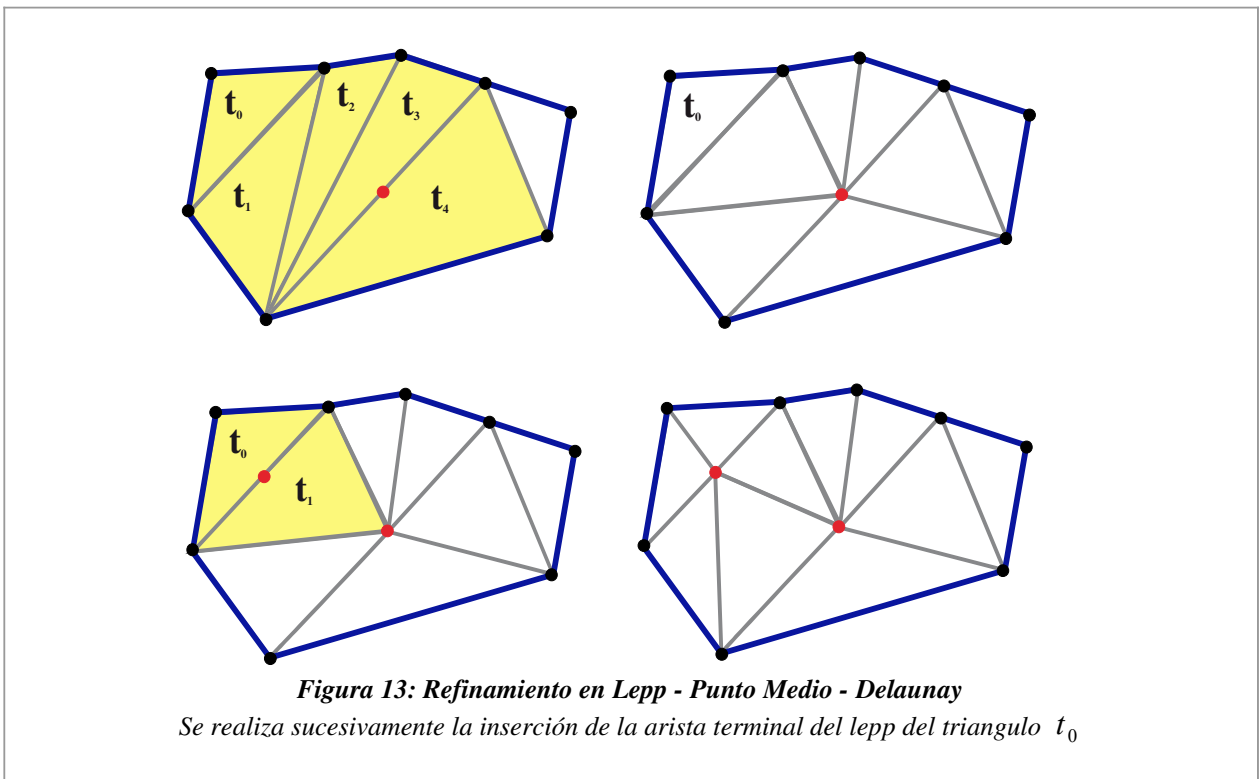 t₀
t₂
t₃
t₁
t₄
t₀
t₀
t₁
Figura 13: Refinamiento en Lepp - Punto Medio - Delaunay
Se realiza sucesivamente la inserción de la arista terminal del lepp del triangulo t₀